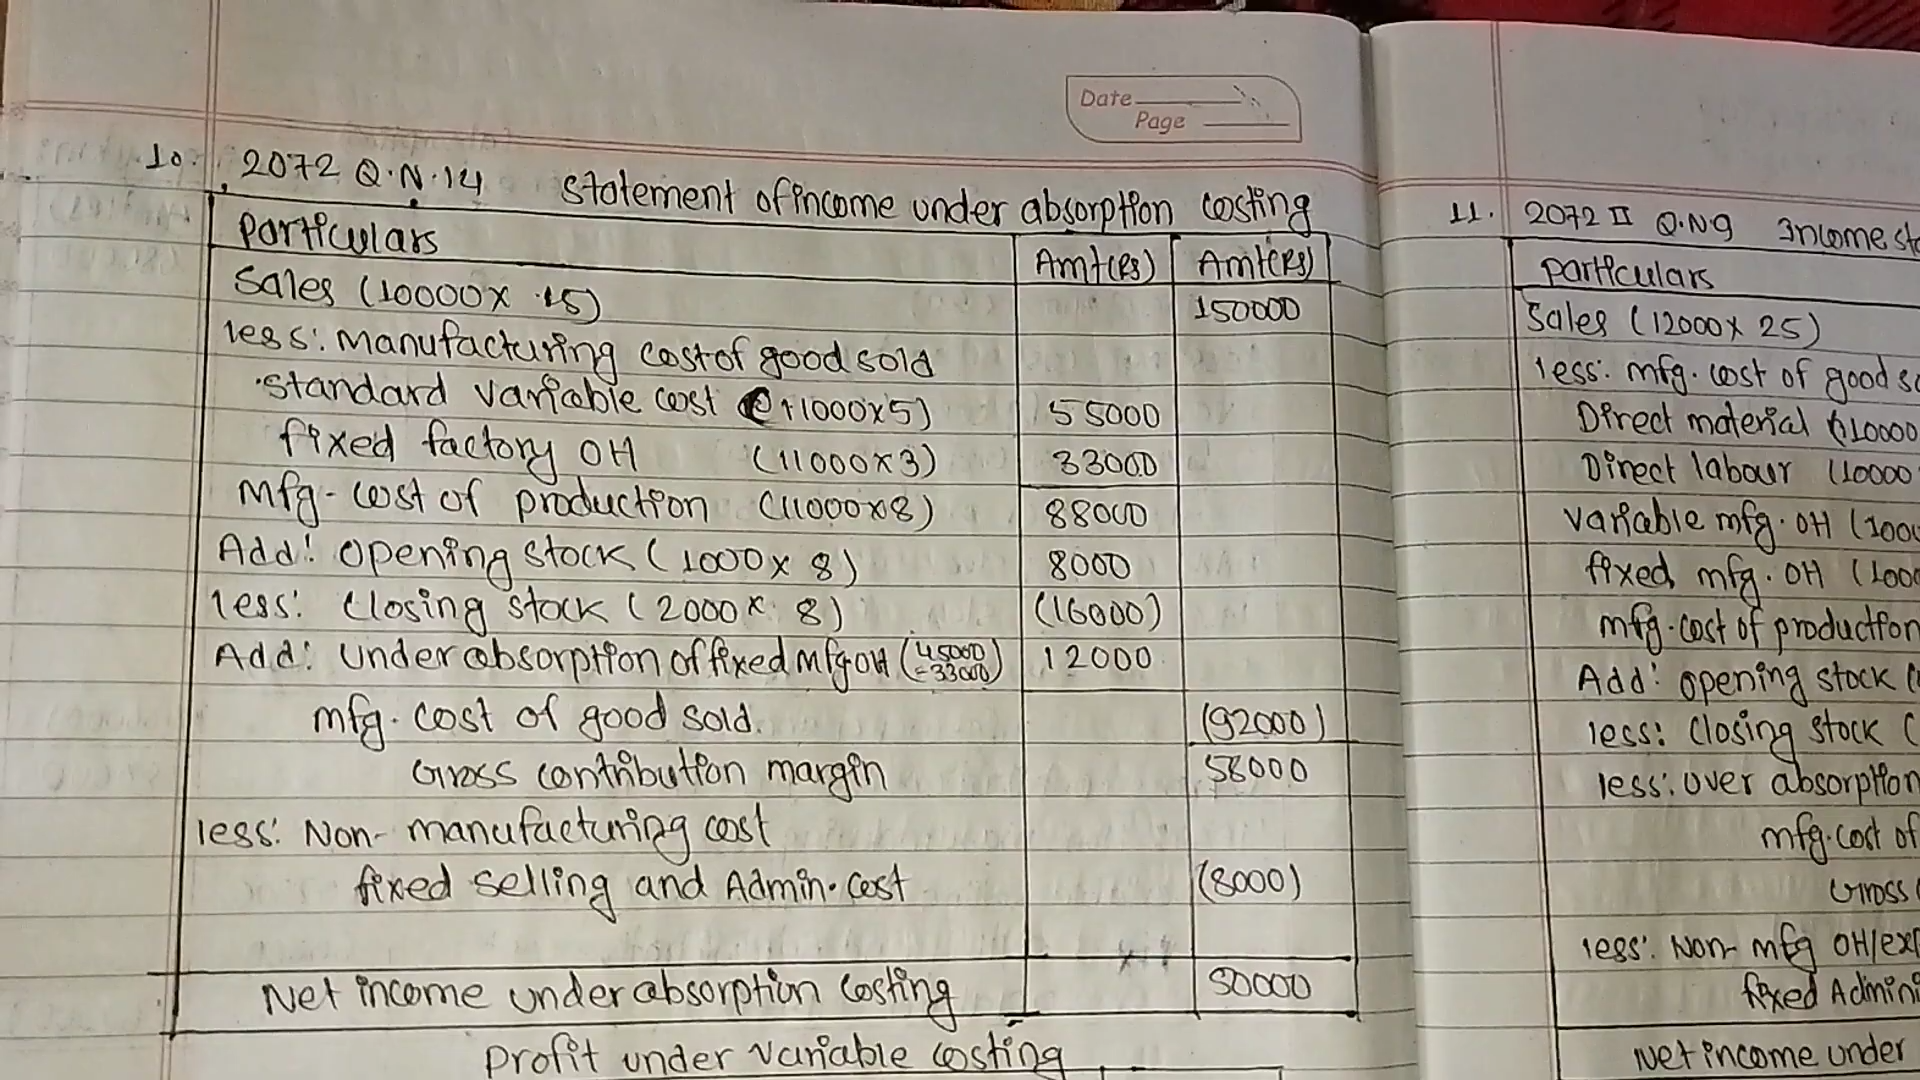 Date
Page
10. 2072 Q.N.14 Statement of income under absorption costing
particulars Amt(Rs) Amt(Rs)
Sales (10000 x 15) 150000
less: Manufacturing cost of good sold
Standard variable cost (11000x5) 55000
fixed factory OH (11000x3) 33000
Mfg. cost of production (11000x8) 88000
Add: opening stock (1000 x 8) 8000
less: Closing stock (2000 x 8) (16000)
Add: Under absorption of fixed Mfg OH (45000 - 33000) 12000
mfg. cost of good sold. (92000)
Gross contribution margin 58000
less: Non-manufacturing cost
fixed selling and Admin. cost (8000)
Net income under absorption costing 50000
profit under variable costing
11. 2072 II Q.N9 Income st
particulars
Sales (12000 x 25)
less: mfg. cost of good s
Direct material (10000
Direct labour (10000
variable mfg. OH (100
fixed mfg. OH (100
mfg. cost of production
Add: opening stock (
less: Closing stock (
less: over absorption
mfg. cost of
Gross
less: Non-mfg OH/ex
fixed Admini
Net income under